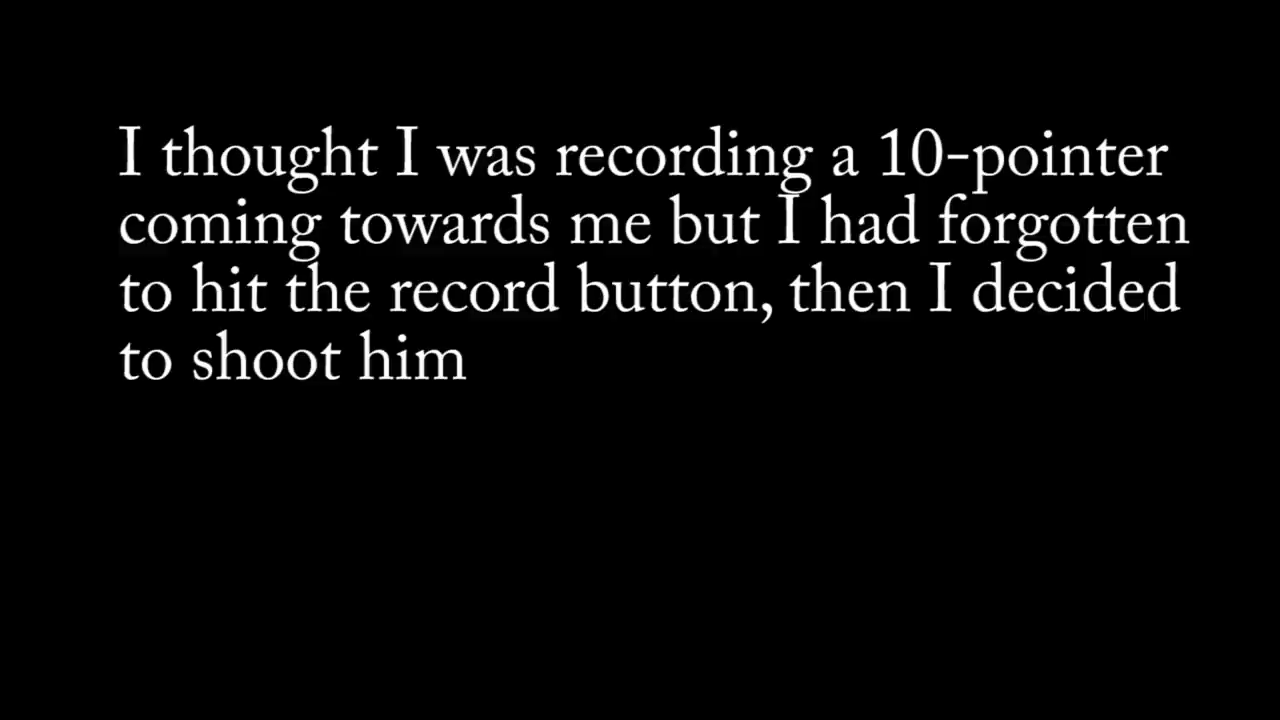 I thought I was recording a 10-pointer
coming towards me but I had forgotten
to hit the record button, then I decided
to shoot him